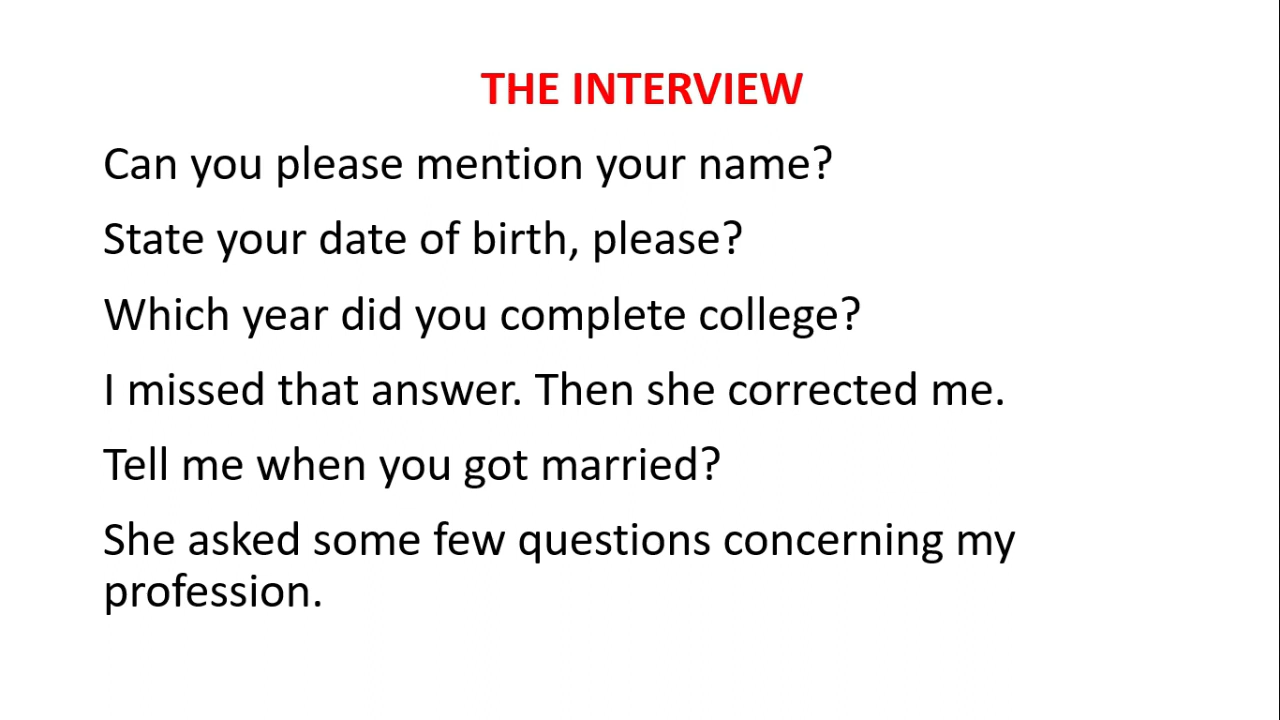 THE INTERVIEW
Can you please mention your name?
State your date of birth, please?
Which year did you complete college?
I missed that answer. Then she corrected me.
Tell me when you got married?
She asked some few questions concerning my
profession.